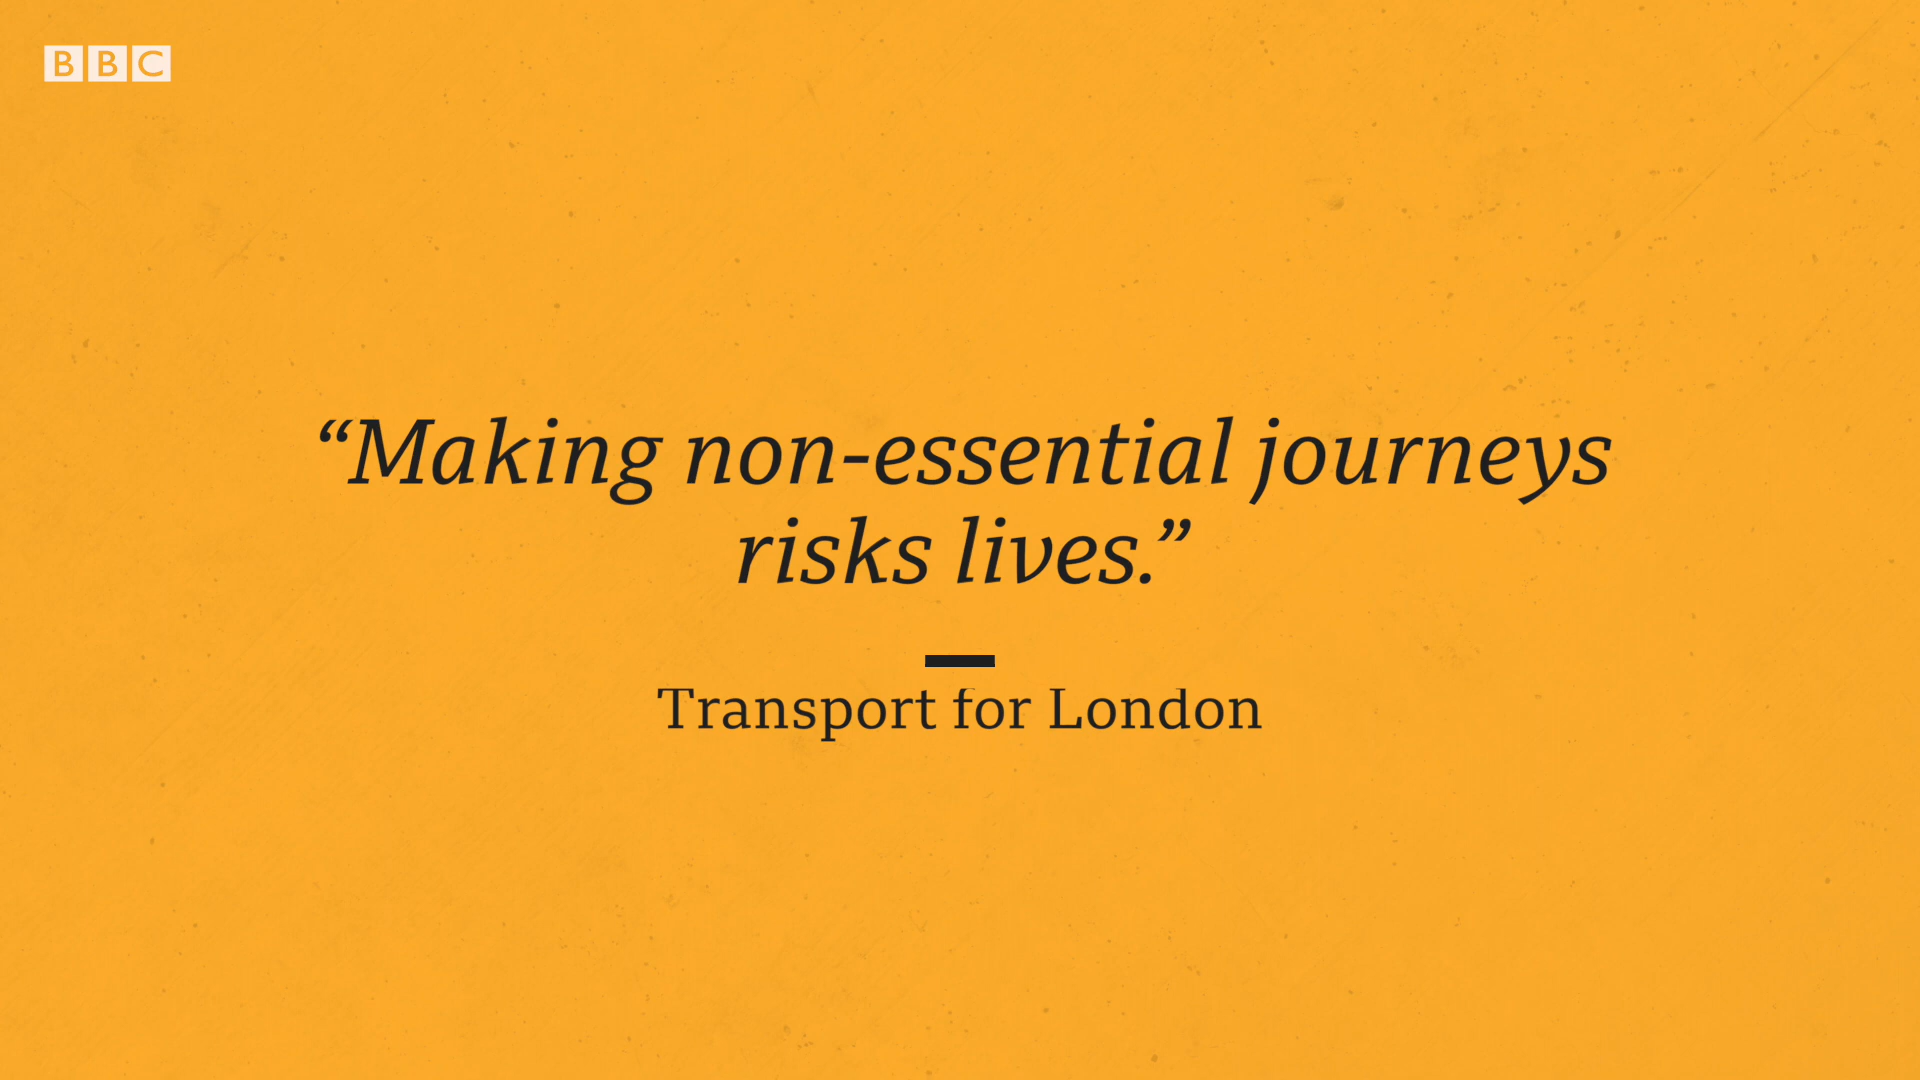 BBC
“Making non-essential journeys
risks lives.”
Transport for London